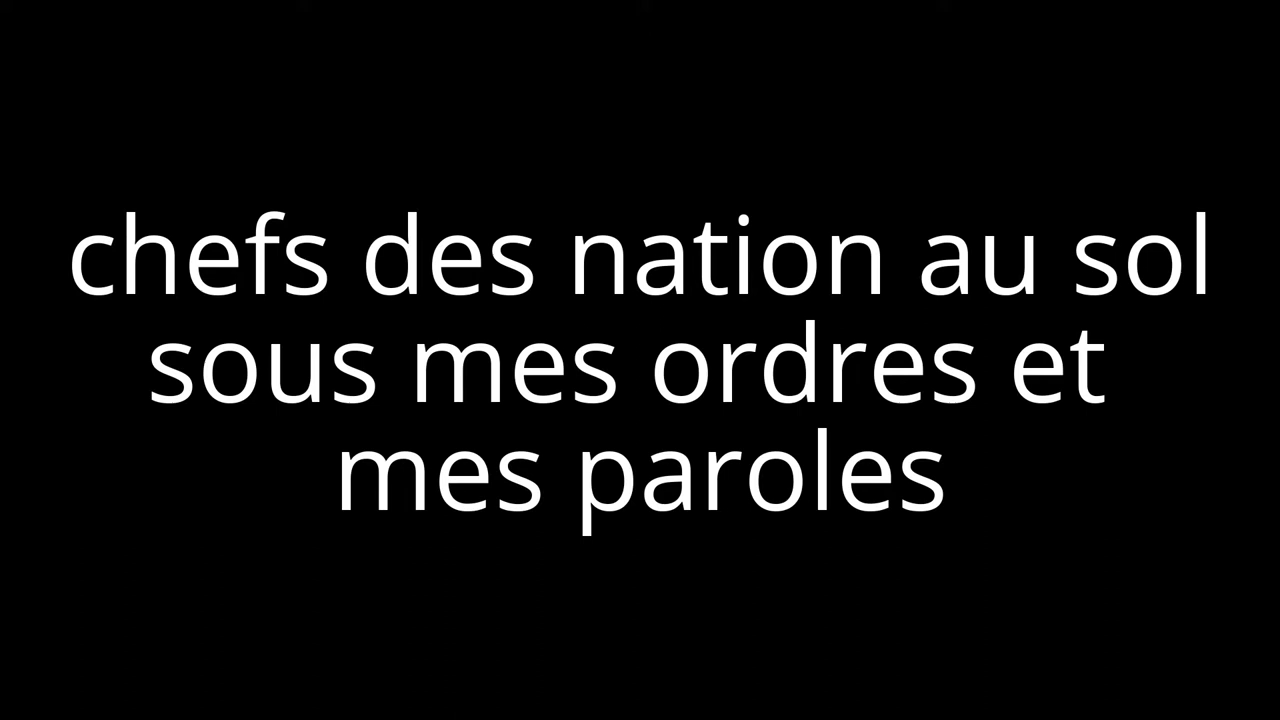 chefs des nation au sol
sous mes ordres et
mes paroles